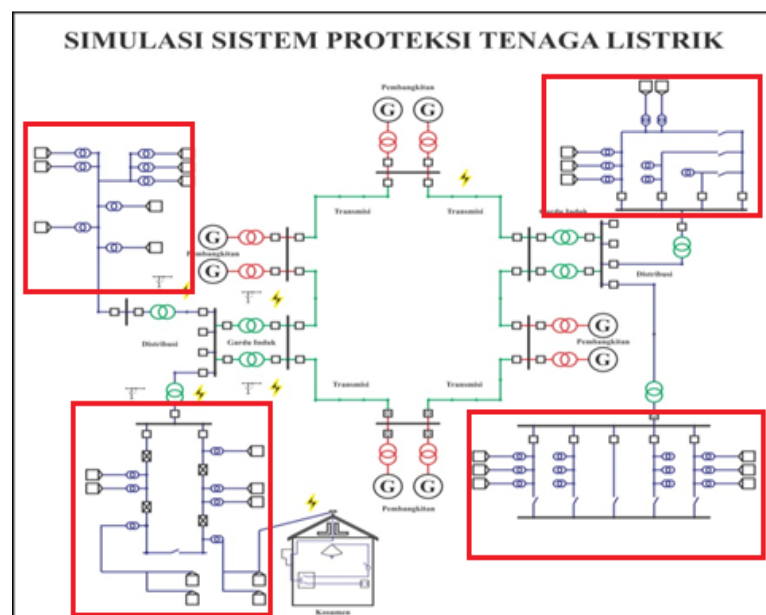 SIMULASI SISTEM PROTEKSI TENAGA LISTRIK
Pembangkitan
G G
Transmisi
Transmisi
Gardu Induk
G
Pembangkitan
G
Distribusi
G
Pembangkitan
G
Distribusi
Gardu Induk
Transmisi
Transmisi
G G
Pembangkitan
Konsumen